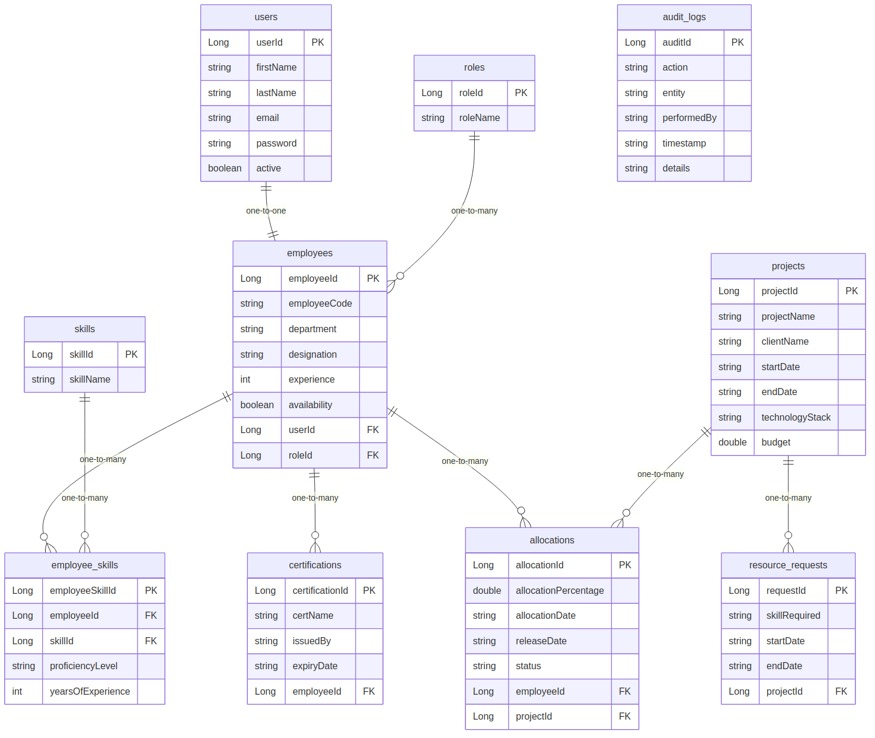 users
Long userId PK
string firstName
string lastName
string email
string password
boolean active
audit_logs
Long auditId PK
string action
string entity
string performedBy
string timestamp
string details
roles
Long roleId PK
string roleName
one-to-one
one-to-many
employees
Long employeeId PK
string employeeCode
string department
string designation
int experience
boolean availability
Long userId FK
Long roleId FK
projects
Long projectId PK
string projectName
string clientName
string startDate
string endDate
string technologyStack
double budget
skills
Long skillId PK
string skillName
one-to-many
one-to-many
one-to-many
one-to-many
one-to-many
one-to-many
employee_skills
Long employeeSkillId PK
Long employeeId FK
Long skillId FK
string proficiencyLevel
int yearsOfExperience
certifications
Long certificationId PK
string certName
string issuedBy
string expiryDate
Long employeeId FK
allocations
Long allocationId PK
double allocationPercentage
string allocationDate
string releaseDate
string status
Long employeeId FK
Long projectId FK
resource_requests
Long requestId PK
string skillRequired
string startDate
string endDate
Long projectId FK